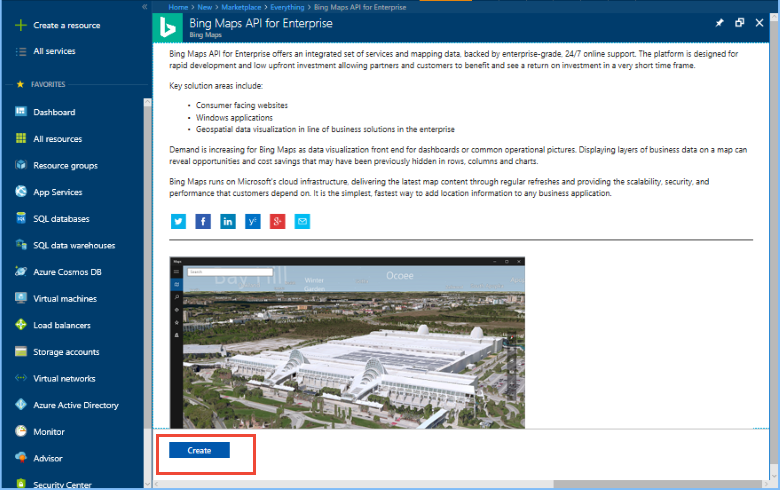 Home > New > Marketplace > Everything > Bing Maps API for Enterprise
Bing Maps API for Enterprise
Bing Maps
Create a resource
All services
FAVORITES
Dashboard
All resources
Resource groups
App Services
SQL databases
SQL data warehouses
Azure Cosmos DB
Virtual machines
Load balancers
Storage accounts
Virtual networks
Azure Active Directory
Monitor
Advisor
Security Center
Bing Maps API for Enterprise offers an integrated set of services and mapping data, backed by enterprise-grade, 24/7 online support. The platform is designed for
rapid development and low upfront investment allowing partners and customers to benefit and see a return on investment in a very short time frame.
Key solution areas include:
• Consumer facing websites
• Windows applications
• Geospatial data visualization in line of business solutions in the enterprise
Demand is increasing for Bing Maps as data visualization front end for dashboards or common operational pictures. Displaying layers of business data on a map can
reveal opportunities and cost savings that may have been previously hidden in rows, columns and charts.
Bing Maps runs on Microsoft's cloud infrastructure, delivering the latest map content through regular refreshes and providing the scalability, security, and
performance that customers depend on. It is the simplest, fastest way to add location information to any business application.
Maps
Search
Bay Hill
Winter
Garden
Ocoee
Create